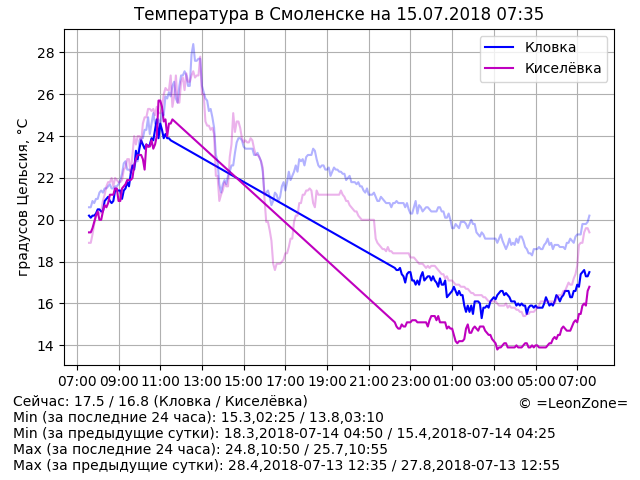 Температура в Смоленске на 15.07.2018 07:35
Кловка
Киселёвка
градусов Цельсия, °C
28
26
24
22
20
18
16
14
07:00 09:00 11:00 13:00 15:00 17:00 19:00 21:00 23:00 01:00 03:00 05:00 07:00
Сейчас: 17.5 / 16.8 (Кловка / Киселёвка)
© =LeonZone=
Min (за последние 24 часа): 15.3,02:25 / 13.8,03:10
Min (за предыдущие сутки): 18.3,2018-07-14 04:50 / 15.4,2018-07-14 04:25
Max (за последние 24 часа): 24.8,10:50 / 25.7,10:55
Max (за предыдущие сутки): 28.4,2018-07-13 12:35 / 27.8,2018-07-13 12:55